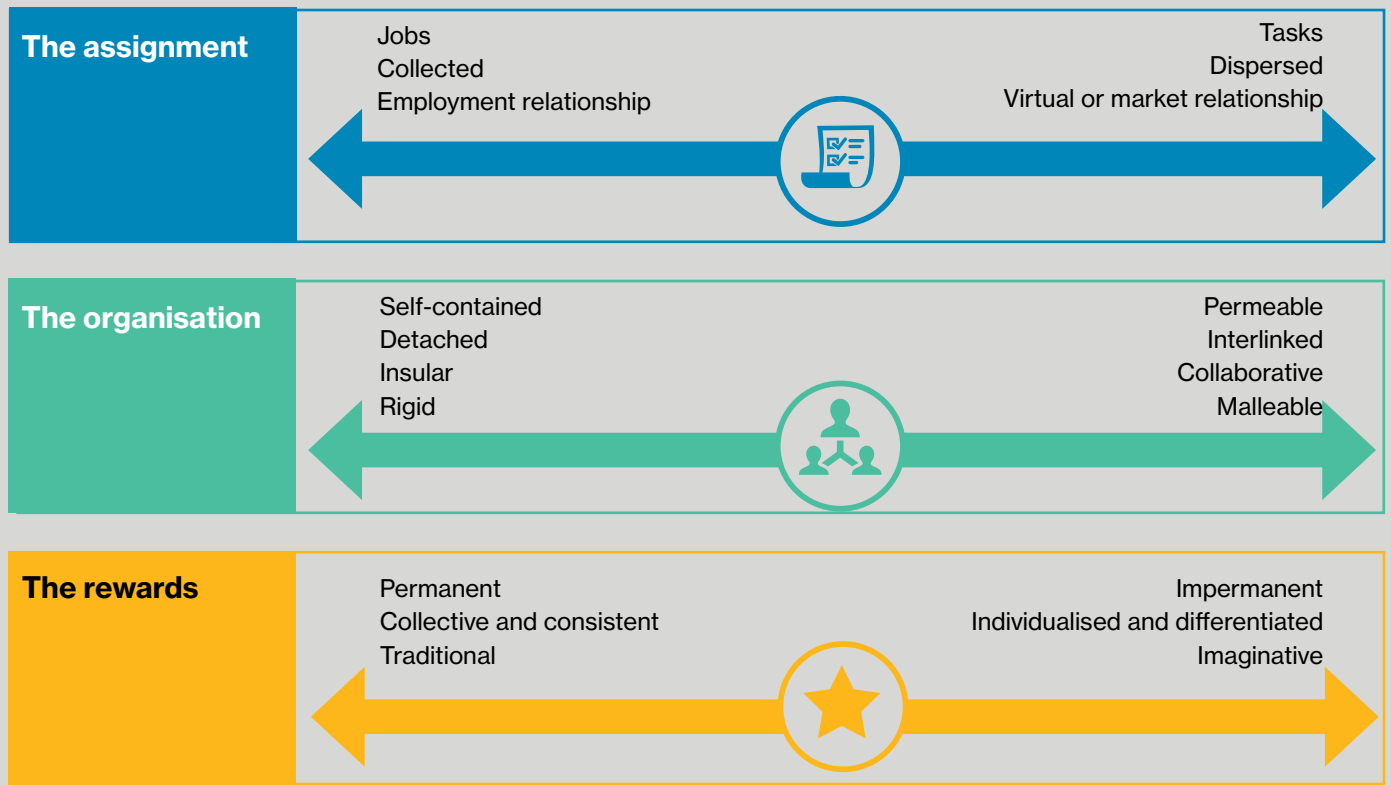 The assignment
Jobs
Collected
Employment relationship
Tasks
Dispersed
Virtual or market relationship
The organisation
Self-contained
Detached
Insular
Rigid
Permeable
Interlinked
Collaborative
Malleable
The rewards
Permanent
Collective and consistent
Traditional
Impermanent
Individualised and differentiated
Imaginative